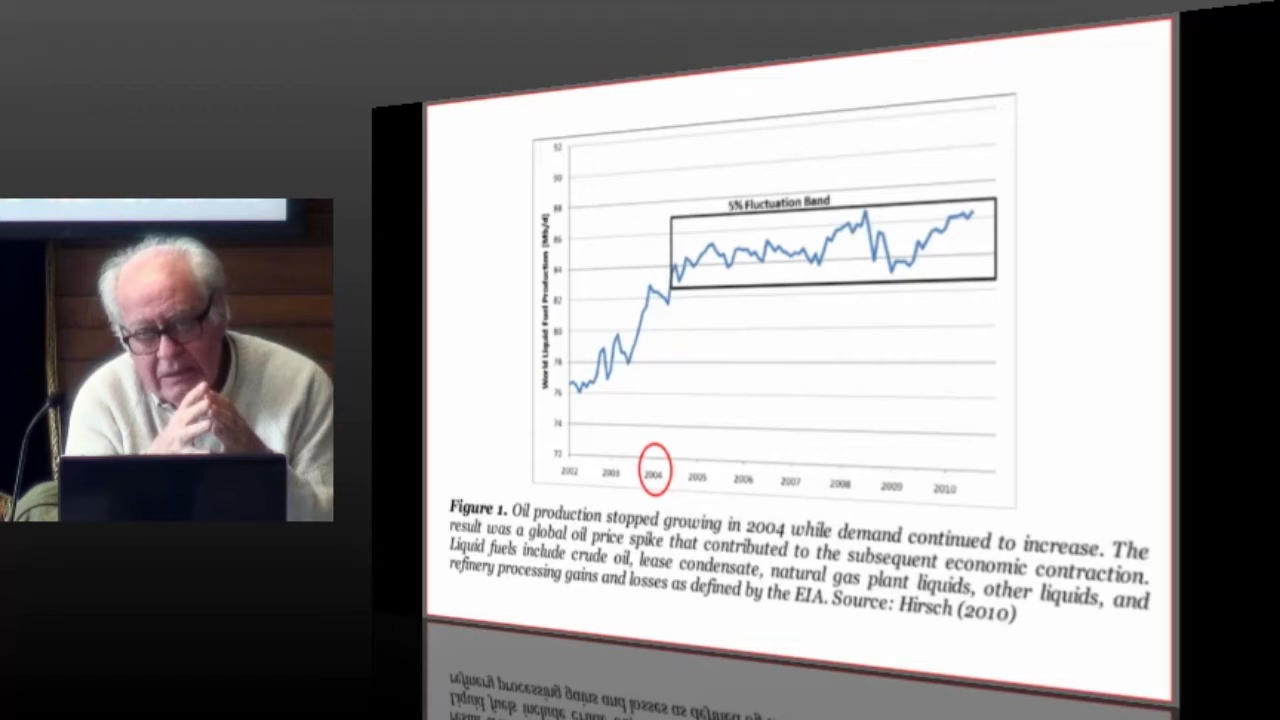 92
90
88
86
84
82
80
78
76
74
72
World Liquid Fuel Production [Mb/d]
5% Fluctuation Band
2002 2003 2004 2005 2006 2007 2008 2009 2010
Figure 1. Oil production stopped growing in 2004 while demand continued to increase. The
result was a global oil price spike that contributed to the subsequent economic contraction.
Liquid fuels include crude oil, lease condensate, natural gas plant liquids, other liquids, and
refinery processing gains and losses as defined by the EIA. Source: Hirsch (2010)